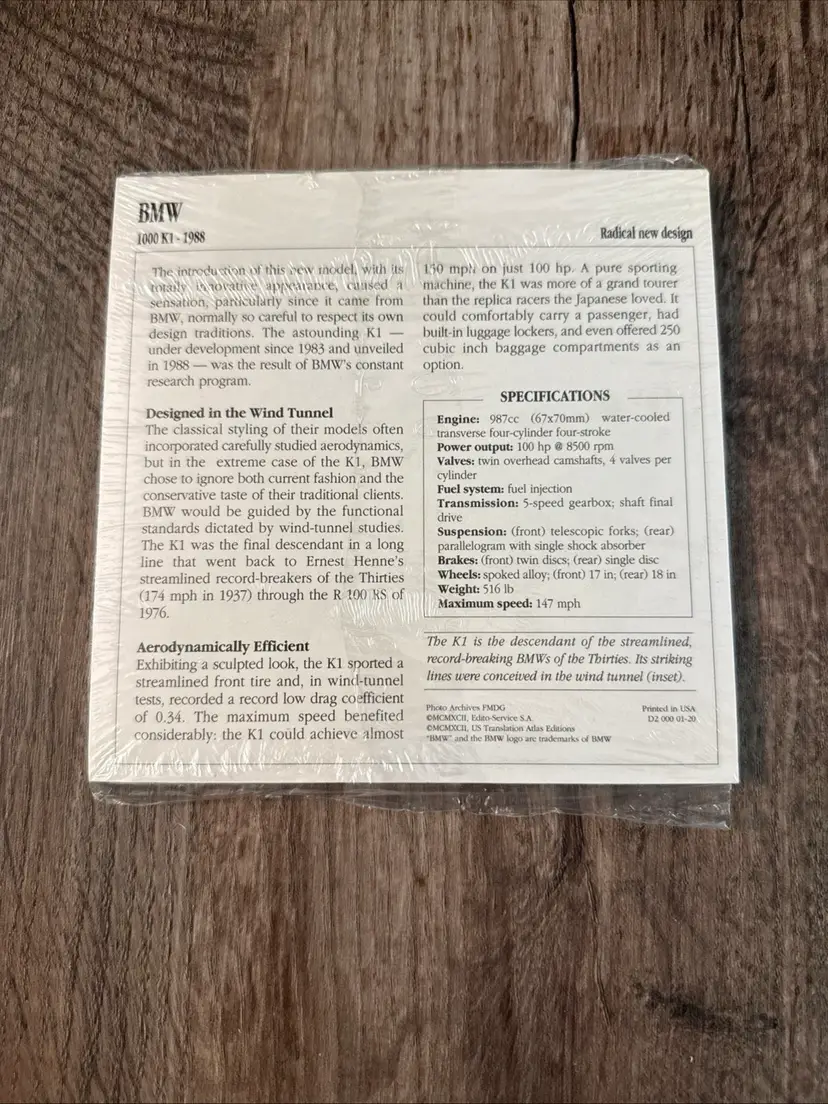 BMW
1000 K1 - 1988
Radical new design
The introduction of this new model, with its
totally innovative appearance, caused a
sensation, particularly since it came from
BMW, normally so careful to respect its own
design traditions. The astounding K1 —
under development since 1983 and unveiled
in 1988 — was the result of BMW's constant
research program.
Designed in the Wind Tunnel
The classical styling of their models often
incorporated carefully studied aerodynamics,
but in the extreme case of the K1, BMW
chose to ignore both current fashion and the
conservative taste of their traditional clients.
BMW would be guided by the functional
standards dictated by wind-tunnel studies.
The K1 was the final descendant in a long
line that went back to Ernest Henne's
streamlined record-breakers of the Thirties
(174 mph in 1937) through the R 100 RS of
1976.
Aerodynamically Efficient
Exhibiting a sculpted look, the K1 sported a
streamlined front tire and, in wind-tunnel
tests, recorded a record low drag coefficient
of 0.34. The maximum speed benefited
considerably: the K1 could achieve almost
150 mph on just 100 hp. A pure sporting
machine, the K1 was more of a grand tourer
than the replica racers the Japanese loved. It
could comfortably carry a passenger, had
built-in luggage lockers, and even offered 250
cubic inch baggage compartments as an
option.
SPECIFICATIONS
Engine: 987cc (67x70mm) water-cooled
transverse four-cylinder four-stroke
Power output: 100 hp @ 8500 rpm
Valves: twin overhead camshafts, 4 valves per
cylinder
Fuel system: fuel injection
Transmission: 5-speed gearbox; shaft final
drive
Suspension: (front) telescopic forks; (rear)
parallelogram with single shock absorber
Brakes: (front) twin discs; (rear) single disc
Wheels: spoked alloy; (front) 17 in; (rear) 18 in
Weight: 516 lb
Maximum speed: 147 mph
The K1 is the descendant of the streamlined,
record-breaking BMWs of the Thirties. Its striking
lines were conceived in the wind tunnel (inset).
Photo Archives FMDG
©MCMXCII, Edito-Service S.A.
©MCMXCII, US Translation Atlas Editions
"BMW" and the BMW logo are trademarks of BMW
Printed in USA
D2 000 01-20